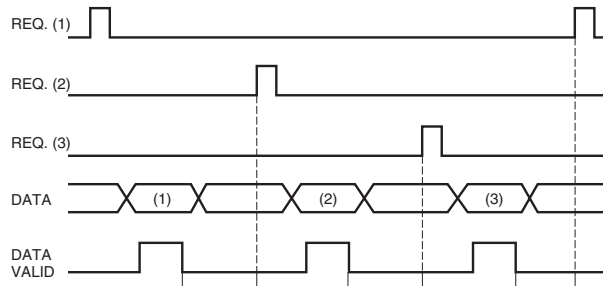 REQ. (1)
REQ. (2)
REQ. (3)
DATA (1) (2) (3)
DATA
VALID